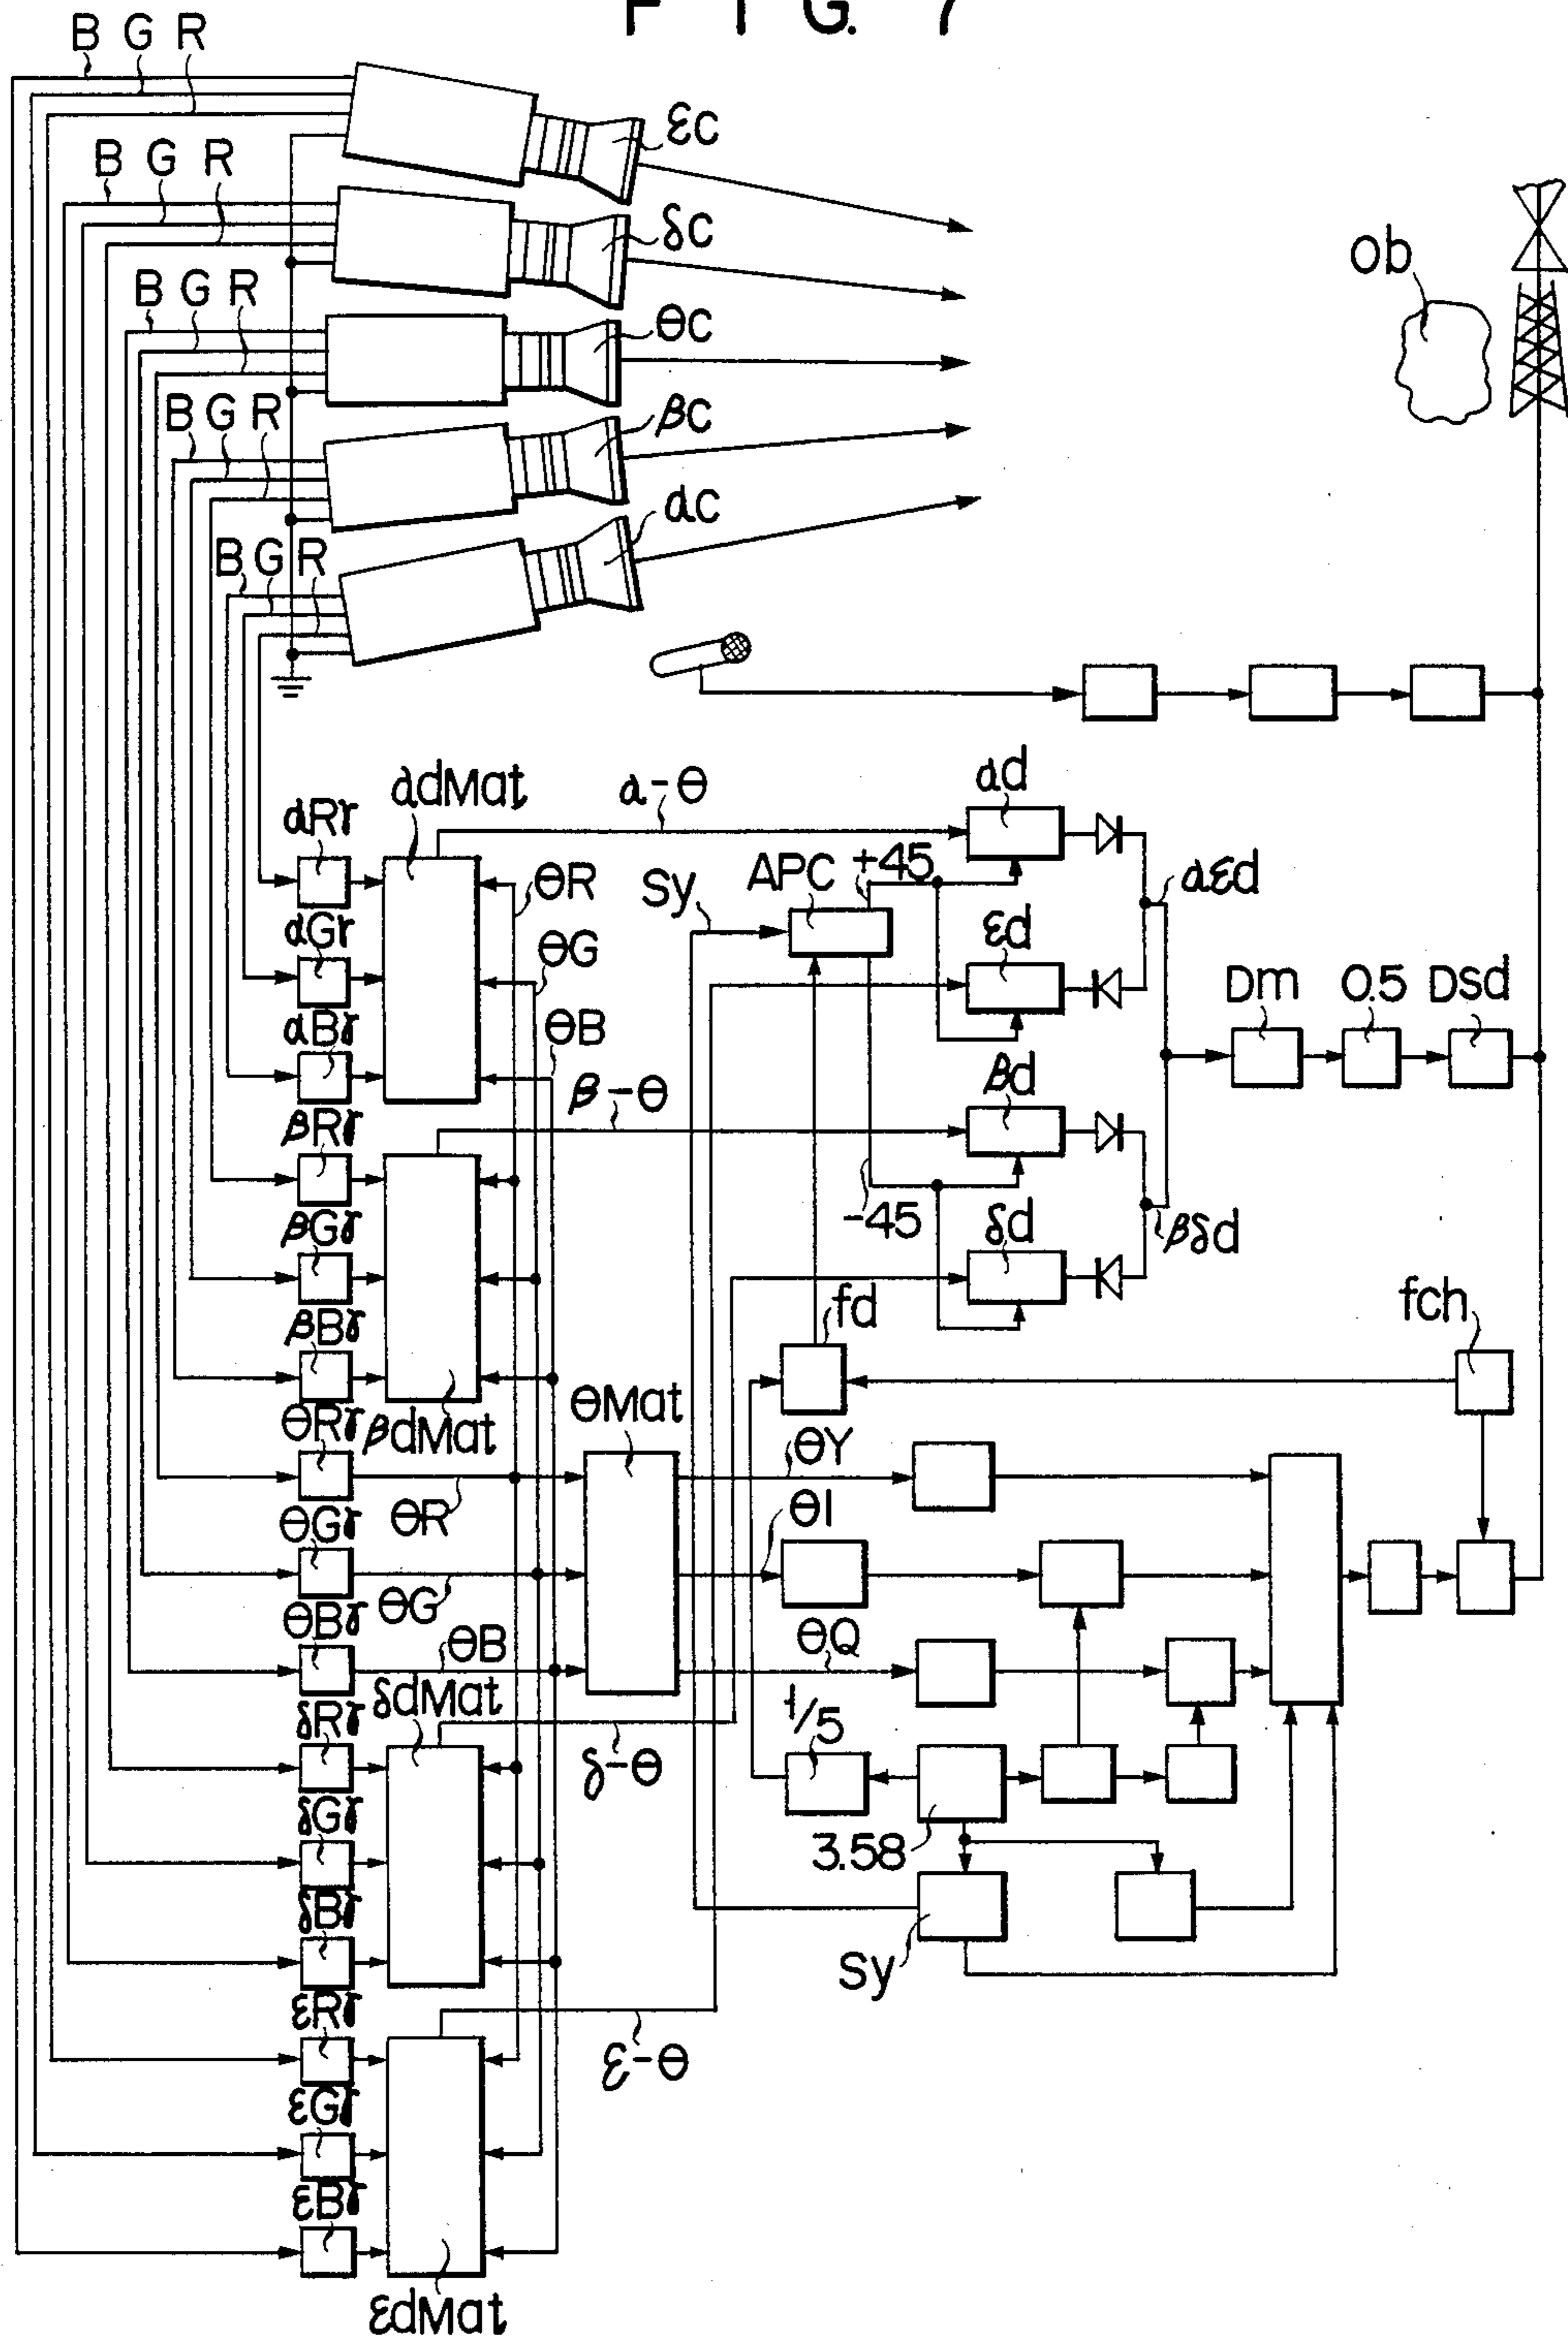 FIG. 7
B G R
εc
B G R
δc
ob
B G R
θc
B G R
βc
B G R
αc
αdMat
α-θ
αd
αRγ
θR
Sy
APC
+45
αεd
αGγ
θG
εd
Dm
0.5
Dsd
αBγ
θB
β-θ
βd
βRγ
-45
βδd
βGγ
δd
fd
fch
βBγ
θMat
θRγ
βdMat
θY
θR
θI
θGγ
θG
θBγ
θB
θQ
δdMat
1/5
δRγ
δ-θ
δGγ
3.58
δBγ
Sy
εRγ
ε-θ
εGγ
εBγ
εdMat